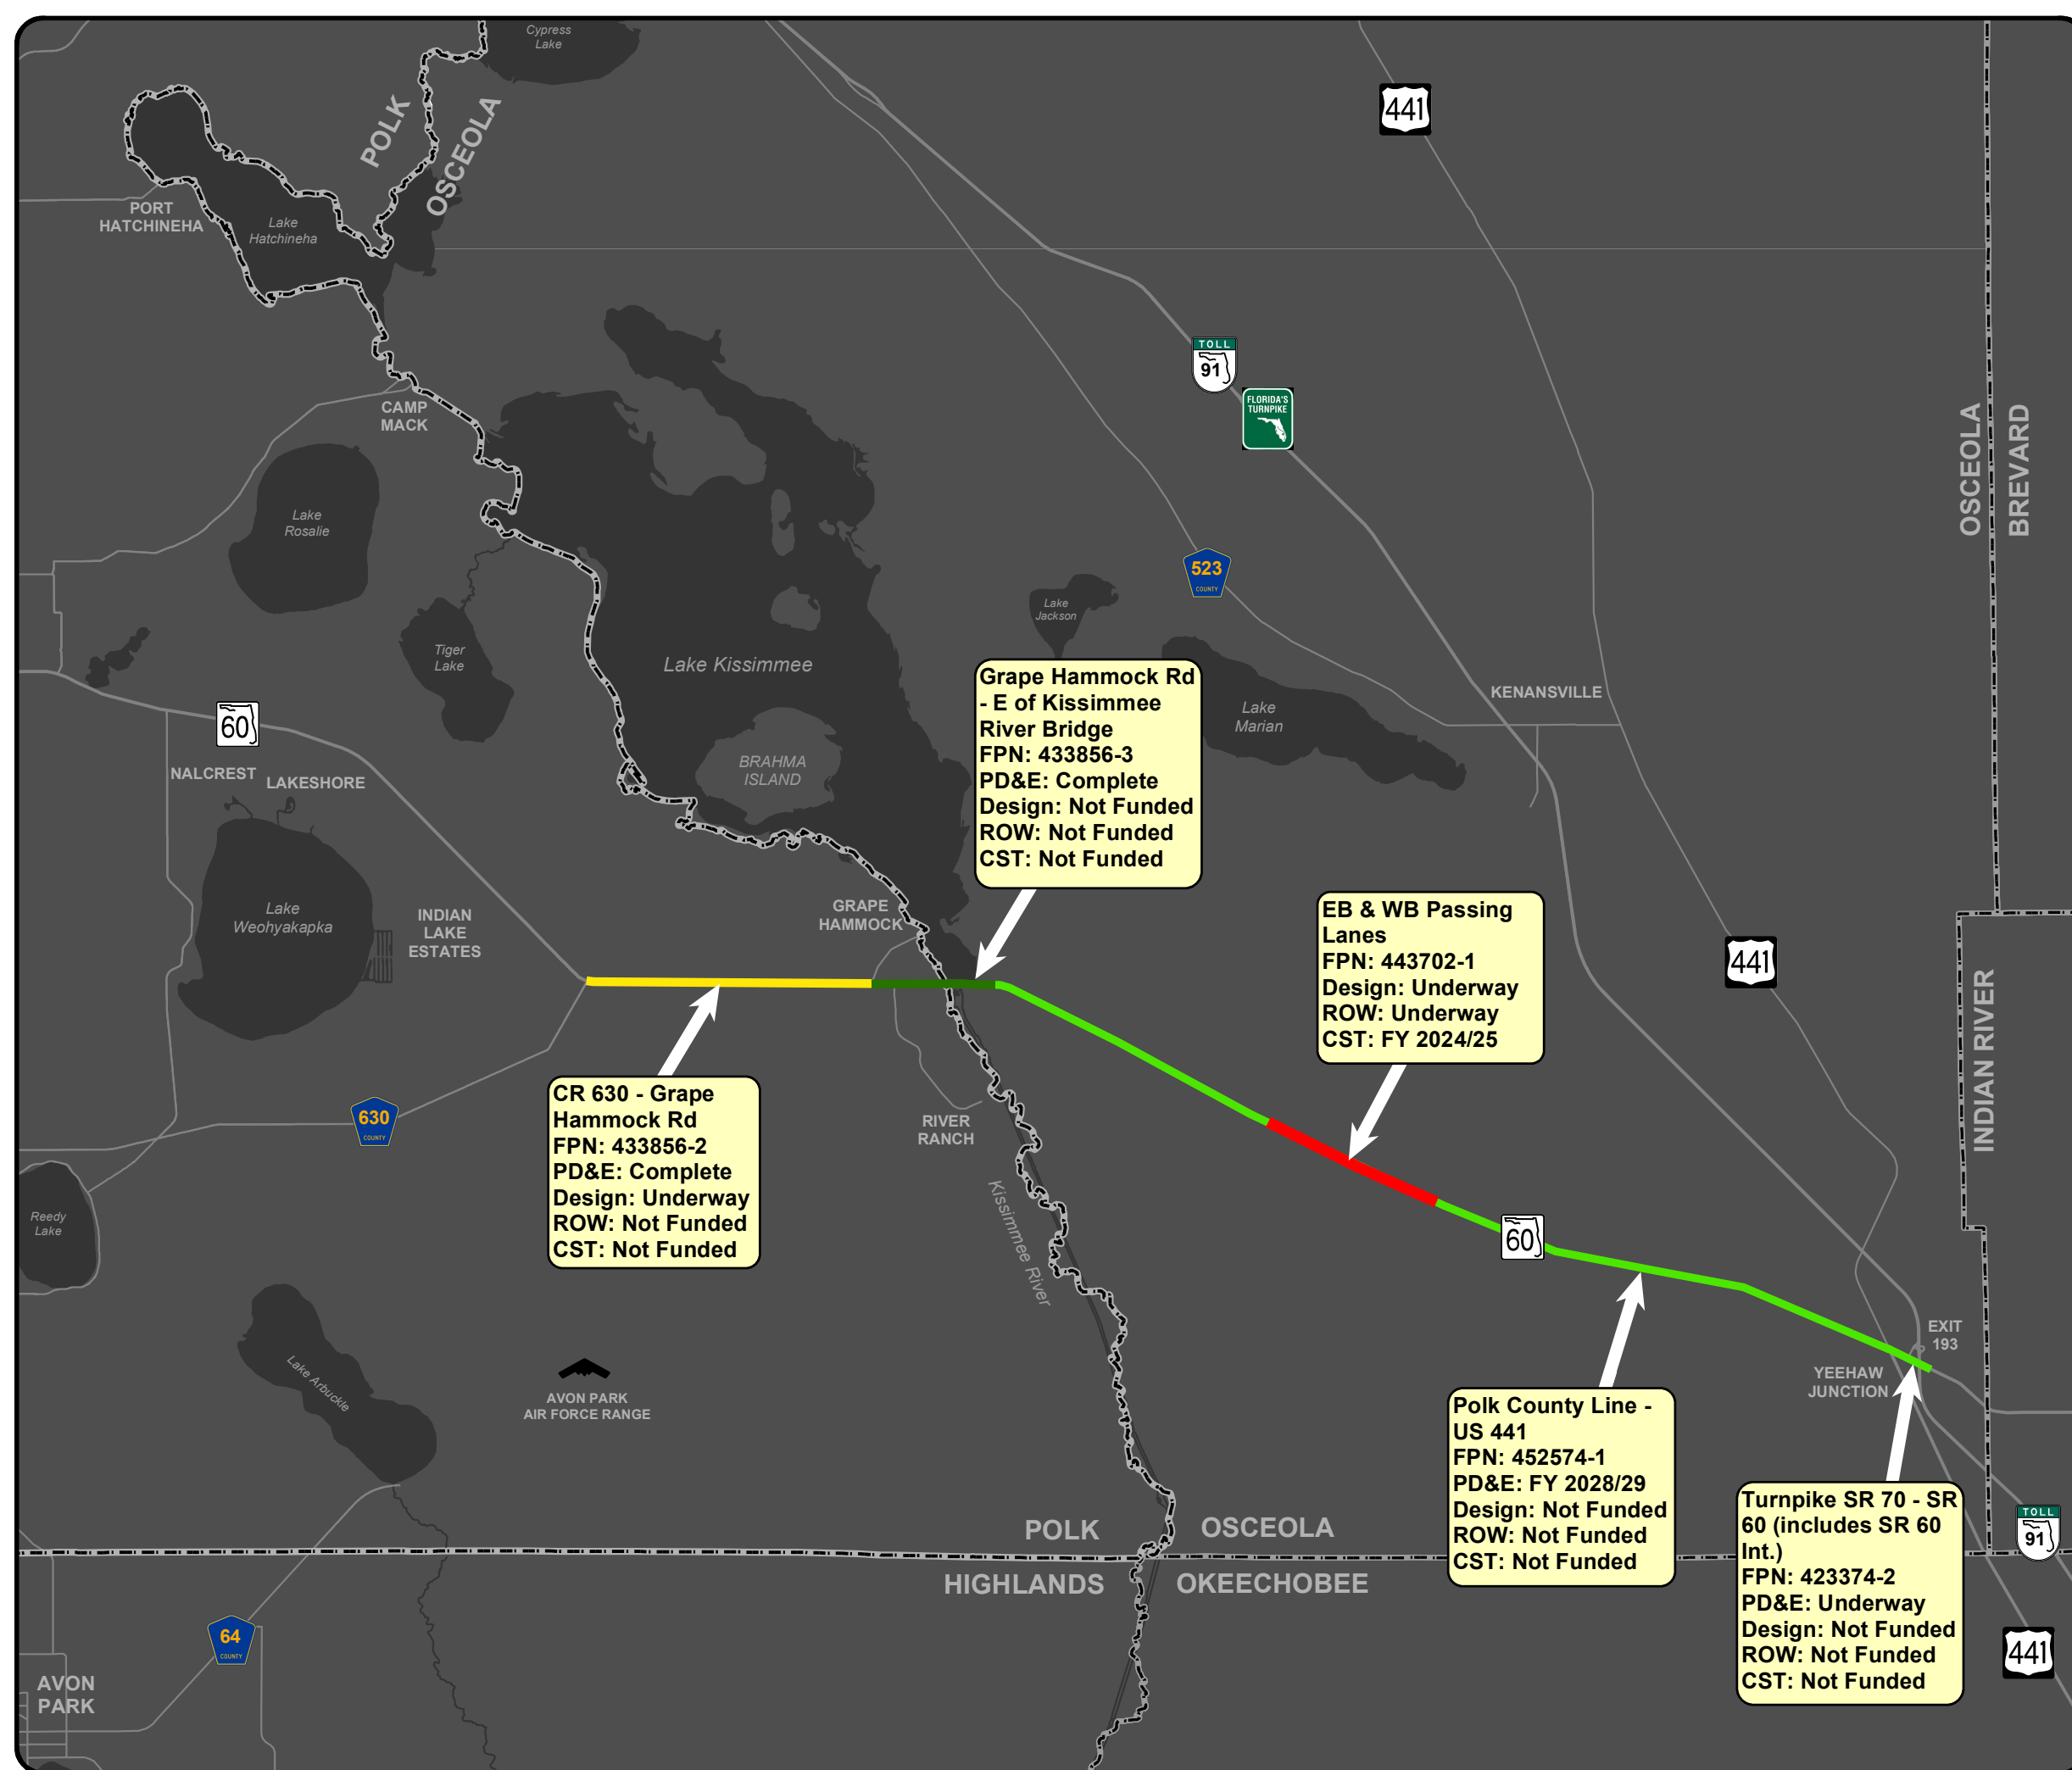 Cypress
Lake
441
POLK
OSCEOLA
PORT
HATCHINEHA
Lake
Hatchineha
TOLL
91
FLORIDA'S
TURNPIKE
CAMP
MACK
OSCEOLA
BREVARD
Lake
Rosalie
523
COUNTY
Lake
Jackson
Tiger
Lake
Lake Kissimmee
Grape Hammock Rd
- E of Kissimmee
River Bridge
FPN: 433856-3
PD&E: Complete
Design: Not Funded
ROW: Not Funded
CST: Not Funded
KENANSVILLE
Lake
Marian
60
NALCREST
LAKESHORE
BRAHMA
ISLAND
Lake
Weohyakapka
INDIAN
LAKE
ESTATES
GRAPE
HAMMOCK
EB & WB Passing
Lanes
FPN: 443702-1
Design: Underway
ROW: Underway
CST: FY 2024/25
441
INDIAN RIVER
CR 630 - Grape
Hammock Rd
FPN: 433856-2
PD&E: Complete
Design: Underway
ROW: Not Funded
CST: Not Funded
630
COUNTY
RIVER
RANCH
Kissimmee River
Reedy
Lake
60
EXIT
193
YEEHAW
JUNCTION
Lake Arbuckle
AVON PARK
AIR FORCE RANGE
Polk County Line -
US 441
FPN: 452574-1
PD&E: FY 2028/29
Design: Not Funded
ROW: Not Funded
CST: Not Funded
Turnpike SR 70 - SR
60 (includes SR 60
Int.)
FPN: 423374-2
PD&E: Underway
Design: Not Funded
ROW: Not Funded
CST: Not Funded
TOLL
91
POLK
OSCEOLA
HIGHLANDS
OKEECHOBEE
64
COUNTY
441
AVON
PARK